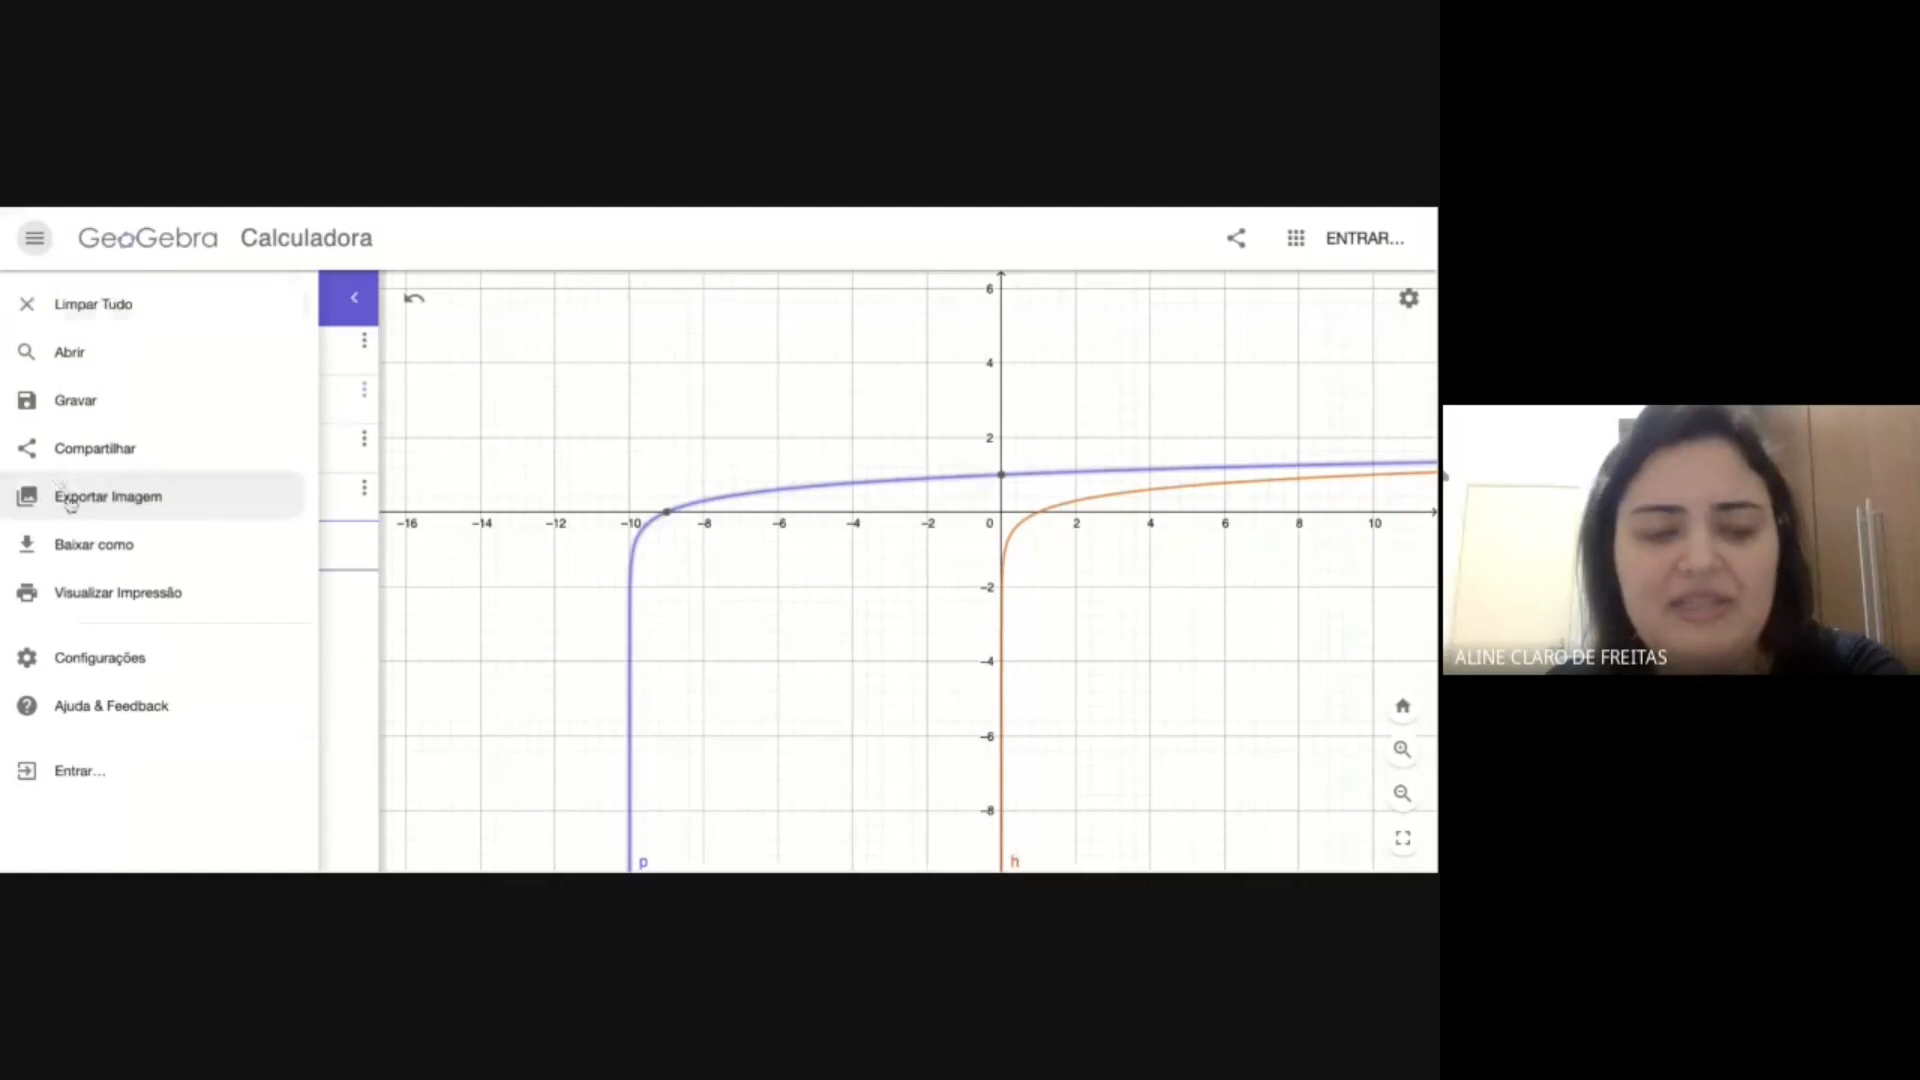 GeoGebra Calculadora
ENTRAR...
Limpar Tudo
Abrir
Gravar
Compartilhar
Exportar Imagem
Baixar como
Visualizar Impressão
Configurações
Ajuda & Feedback
Entrar...
6
4
2
-16 -14 -12 -10 -8 -6 -4 -2 0 2 4 6 8 10
-2
-4
-6
-8
p h
ALINE CLARO DE FREITAS